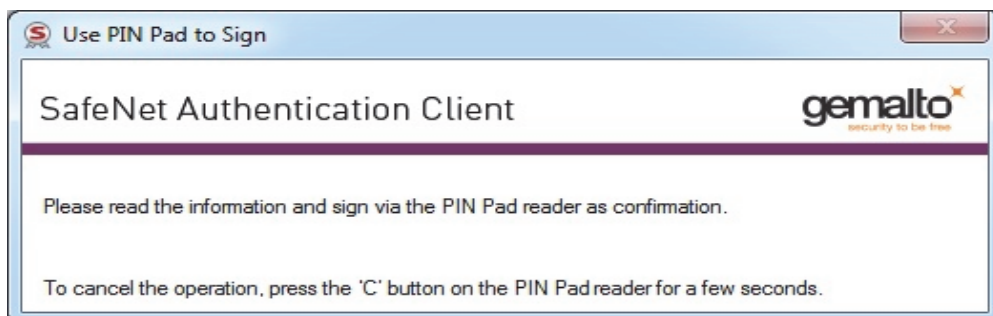 Use PIN Pad to Sign
SafeNet Authentication Client
gemalto
security to be free
Please read the information and sign via the PIN Pad reader as confirmation.
To cancel the operation, press the 'C' button on the PIN Pad reader for a few seconds.